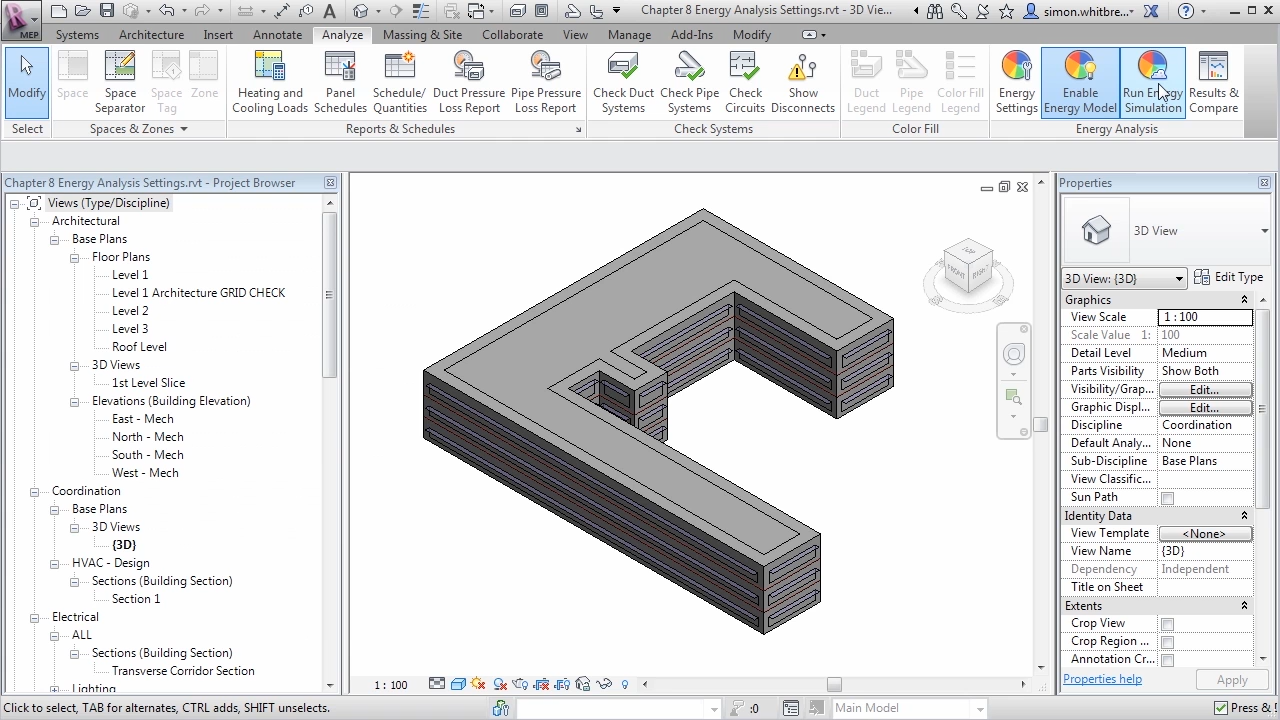 Chapter 8 Energy Analysis Settings.rvt - 3D Vie...
simon.whitbre...
MEP
Systems Architecture Insert Annotate Analyze Massing & Site Collaborate View Manage Add-Ins Modify
Modify
Space
Space Separator
Space Tag
Zone
Heating and Cooling Loads
Panel Schedules
Schedule/ Quantities
Duct Pressure Loss Report
Pipe Pressure Loss Report
Check Duct Systems
Check Pipe Systems
Check Circuits
Show Disconnects
Duct Legend
Pipe Legend
Color Fill Legend
Energy Settings
Enable Energy Model
Run Energy Simulation
Results & Compare
Select Spaces & Zones Reports & Schedules Check Systems Color Fill Energy Analysis
Chapter 8 Energy Analysis Settings.rvt - Project Browser
Views (Type/Discipline)
Architectural
Base Plans
Floor Plans
Level 1
Level 1 Architecture GRID CHECK
Level 2
Level 3
Roof Level
3D Views
1st Level Slice
Elevations (Building Elevation)
East - Mech
North - Mech
South - Mech
West - Mech
Coordination
Base Plans
3D Views
{3D}
HVAC - Design
Sections (Building Section)
Section 1
Electrical
ALL
Sections (Building Section)
Transverse Corridor Section
Lighting
TOP
FRONT
RIGHT
1 : 100
Properties
3D View
3D View: {3D} Edit Type
Graphics
View Scale 1 : 100
Scale Value 1: 100
Detail Level Medium
Parts Visibility Show Both
Visibility/Grap... Edit...
Graphic Displ... Edit...
Discipline Coordination
Default Analy... None
Sub-Discipline Base Plans
View Classific...
Sun Path
Identity Data
View Template <None>
View Name {3D}
Dependency Independent
Title on Sheet
Extents
Crop View
Crop Region ...
Annotation Cr...
Properties help Apply
Click to select, TAB for alternates, CTRL adds, SHIFT unselects.
:0
Main Model
Press &